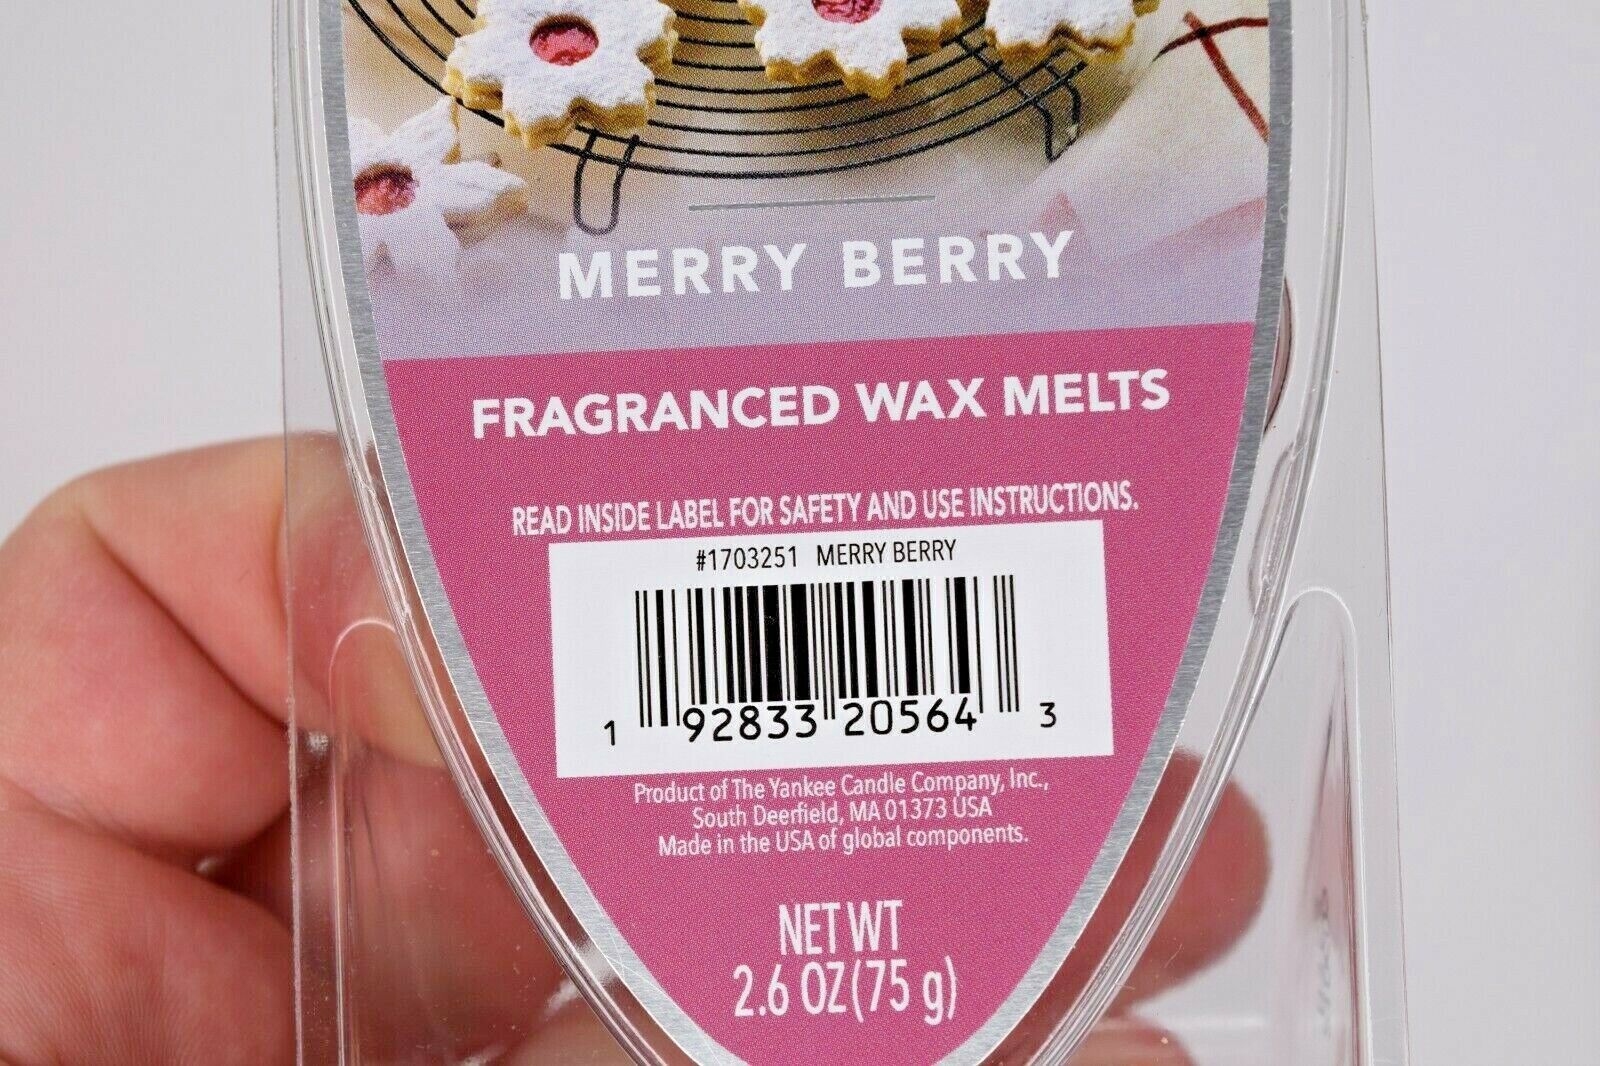 MERRY BERRY
FRAGRANCED WAX MELTS
READ INSIDE LABEL FOR SAFETY AND USE INSTRUCTIONS.
#1703251 MERRY BERRY
1 92833 20564 3
Product of The Yankee Candle Company, Inc.,
South Deerfield, MA 01373 USA
Made in the USA of global components.
NET WT
2.6 OZ (75 g)